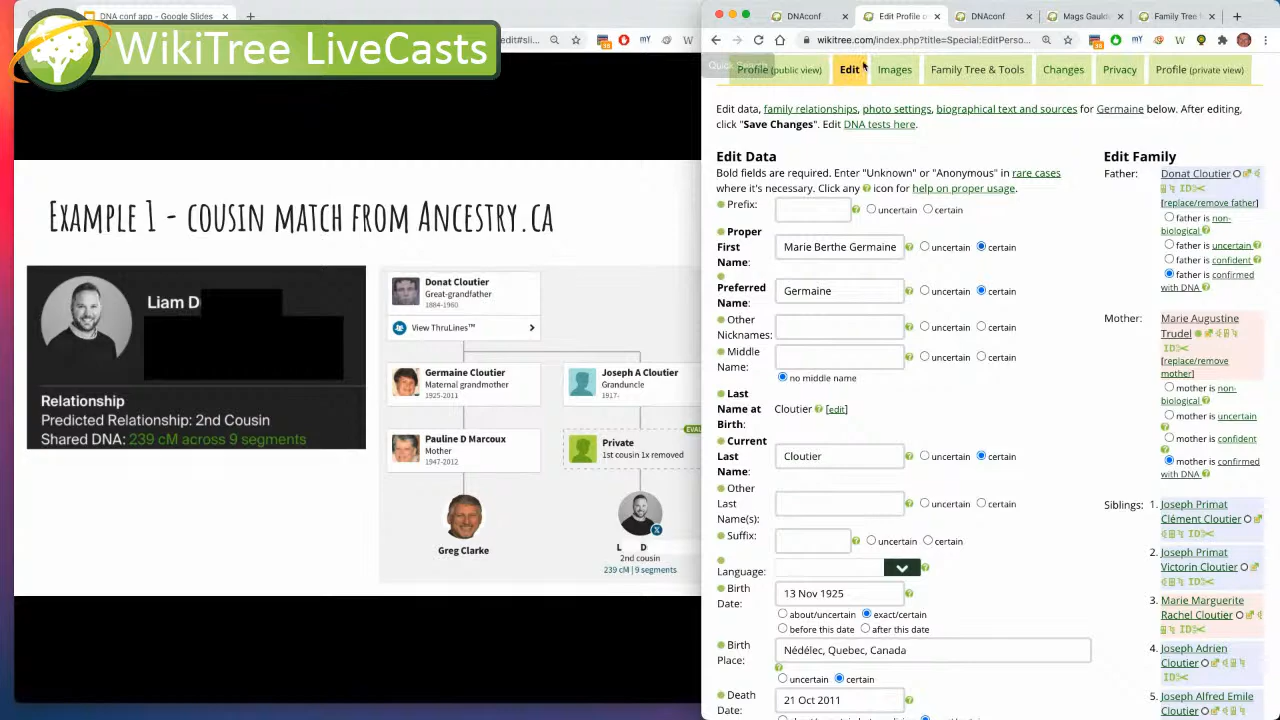 DNA conf app - Google Slides
edit#sli...
WikiTree LiveCasts
Example 1 - cousin match from Ancestry.ca
Liam D
Relationship
Predicted Relationship: 2nd Cousin
Shared DNA: 239 cM across 9 segments
Donat Cloutier
Great-grandfather
1884-1960
View ThruLines™
Germaine Cloutier
Maternal grandmother
1925-2011
Joseph A Cloutier
Granduncle
1917-
Pauline D Marcoux
Mother
1947-2012
Private
1st cousin 1x removed
Greg Clarke
L D
2nd cousin
239 cM | 9 segments
DNAconf
Edit Profile o
DNAconf
Mags Gaulde
Family Tree
wikitree.com/index.php?title=Special:EditPerso...
Profile (public view)
Edit
Images
Family Tree & Tools
Changes
Privacy
Profile (private view)
Edit data, family relationships, photo settings, biographical text and sources for Germaine below. After editing,
click "Save Changes". Edit DNA tests here.
Edit Data
Bold fields are required. Enter "Unknown" or "Anonymous" in rare cases
where it's necessary. Click any ? icon for help on proper usage.
Prefix:
uncertain certain
Proper
First
Name:
Marie Berthe Germaine
uncertain certain
Preferred
Name:
Germaine
uncertain certain
Other
Nicknames:
uncertain certain
Middle
Name:
uncertain certain
no middle name
Last
Name at
Birth:
Cloutier [edit]
Current
Last
Name:
Cloutier
uncertain certain
Other
Last
Name(s):
uncertain certain
Suffix:
uncertain certain
Language:
Birth
Date:
13 Nov 1925
about/uncertain exact/certain
before this date after this date
Birth
Place:
Nédélec, Quebec, Canada
uncertain certain
Death
Date:
21 Oct 2011
Edit Family
Father:
Donat Cloutier
[replace/remove
father]
father is non-
biological
father is uncertain
father is confident
father is confirmed
with DNA
Mother:
Marie Augustine
Trudel
[replace/remove
mother]
mother is non-
biological
mother is uncertain
mother is confident
mother is confirmed
with DNA
Siblings:
1. Joseph Primat
Clément Cloutier
2. Joseph Primat
Victorin Cloutier
3. Marie Marguerite
Rachel Cloutier
4. Joseph Adrien
Cloutier
5. Joseph Alfred Emile
Cloutier